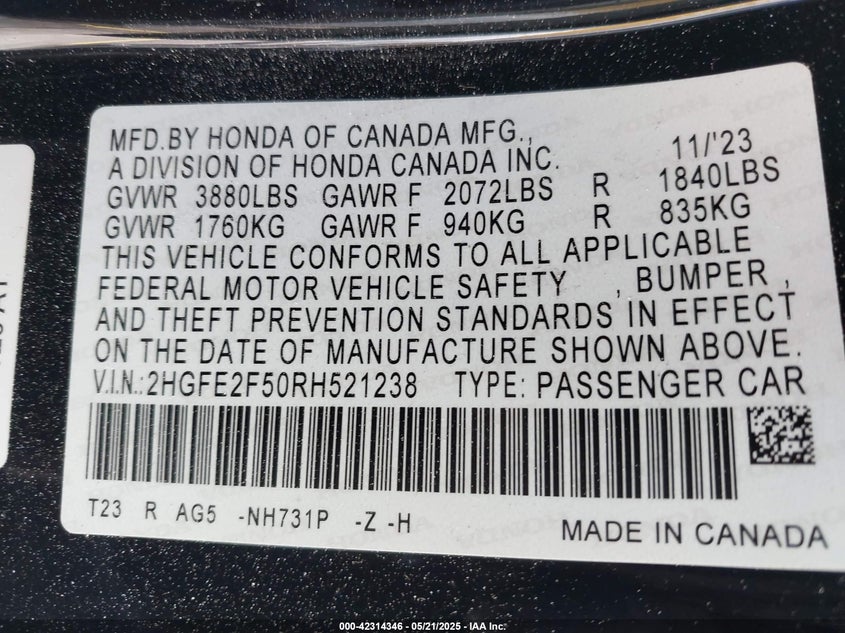 MFD.BY HONDA OF CANADA MFG.,
A DIVISION OF HONDA CANADA INC. 11/'23
GVWR 3880LBS GAWR F 2072LBS R 1840LBS
GVWR 1760KG GAWR F 940KG R 835KG
THIS VEHICLE CONFORMS TO ALL APPLICABLE
FEDERAL MOTOR VEHICLE SAFETY , BUMPER ,
AND THEFT PREVENTION STANDARDS IN EFFECT
ON THE DATE OF MANUFACTURE SHOWN ABOVE.
V.I.N.:2HGFE2F50RH521238 TYPE: PASSENGER CAR
T23 R AG5 -NH731P -Z -H
MADE IN CANADA
000-42314346 - 05/21/2025 - IAA Inc.